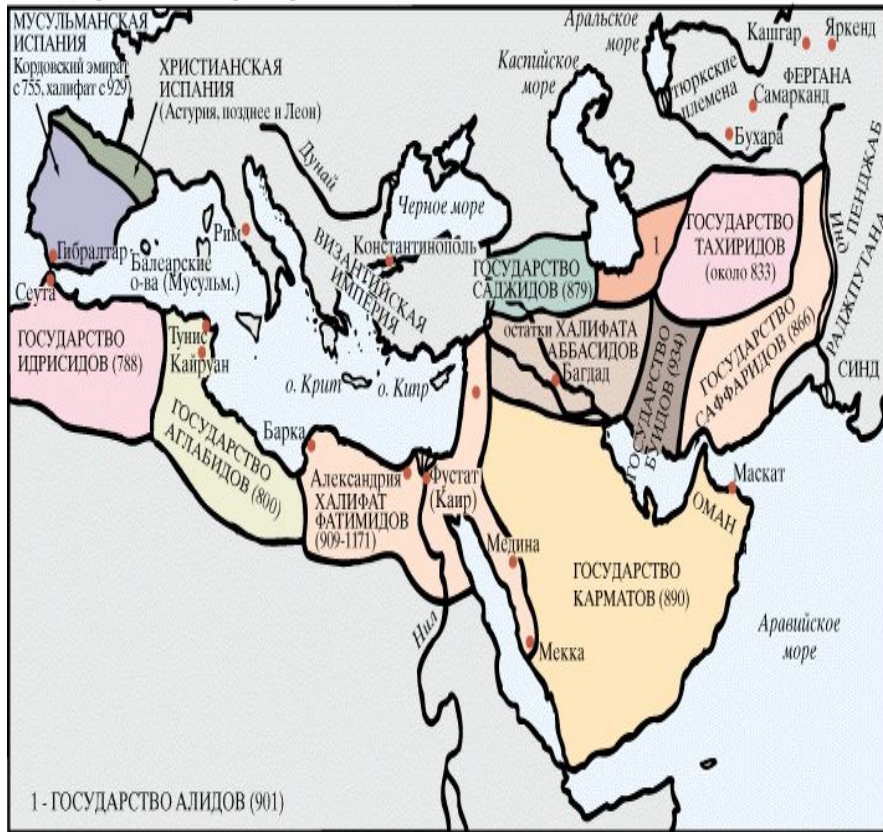 МУСУЛЬМАНСКАЯ
ИСПАНИЯ
Кордовский эмират
с 755, халифат с 929)
ХРИСТИАНСКАЯ
ИСПАНИЯ
(Астурия, позднее и Леон)
Аральское
море
Каспийское
море
Кашгар
Яркенд
тюркские
племена
ФЕРГАНА
Самарканд
Бухара
Дунай
Черное море
Рим
Константинополь
ВИЗАНТИЙСКАЯ
ИМПЕРИЯ
Гибралтар
Балеарские
о-ва (Мусульм.)
Сеута
ГОСУДАРСТВО
САДЖИДОВ (879)
1
ГОСУДАРСТВО
ТАХИРИДОВ
(около 833)
Инд
ПЕНДЖАБ
РАДЖПУТАНА
СИНД
ГОСУДАРСТВО
ИДРИСИДОВ (788)
Тунис
Кайруан
остатки ХАЛИФАТА
АББАСИДОВ
Багдад
ГОСУДАРСТВО
БУИДОВ (934)
ГОСУДАРСТВО
САФФАРИДОВ (866)
о. Крит
о. Кипр
ГОСУДАРСТВО
АГЛАБИДОВ
(800)
Барка
Александрия
ХАЛИФАТ
ФАТИМИДОВ
(909-1171)
Фустат
(Каир)
Маскат
ОМАН
Медина
ГОСУДАРСТВО
КАРМАТОВ (890)
Нил
Мекка
Аравийское
море
1 - ГОСУДАРСТВО АЛИДОВ (901)